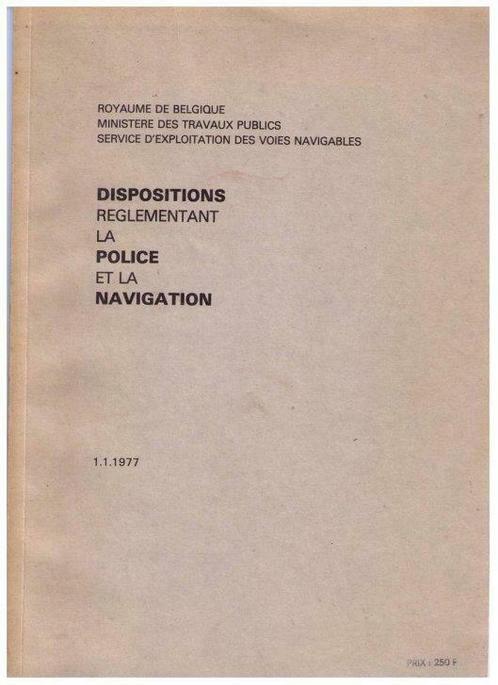 ROYAUME DE BELGIQUE
MINISTERE DES TRAVAUX PUBLICS
SERVICE D'EXPLOITATION DES VOIES NAVIGABLES
DISPOSITIONS
REGLEMENTANT
LA
POLICE
ET LA
NAVIGATION
1.1.1977
PRIX : 250 F